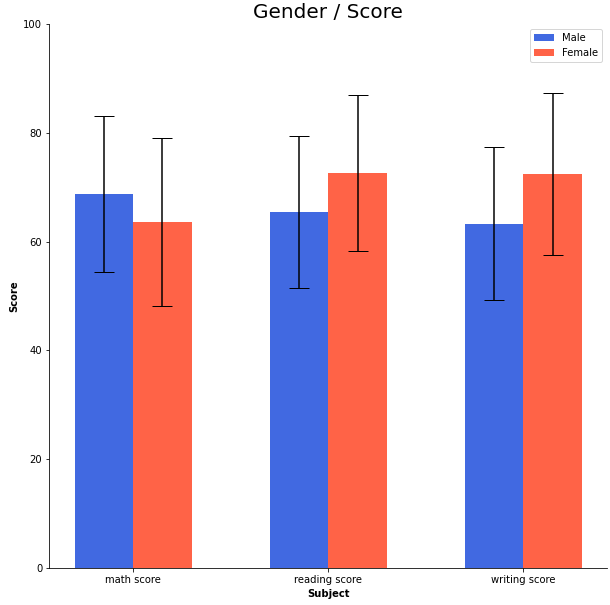 Gender / Score
100
80
60
40
20
0
Score
Male
Female
math score
reading score
writing score
Subject